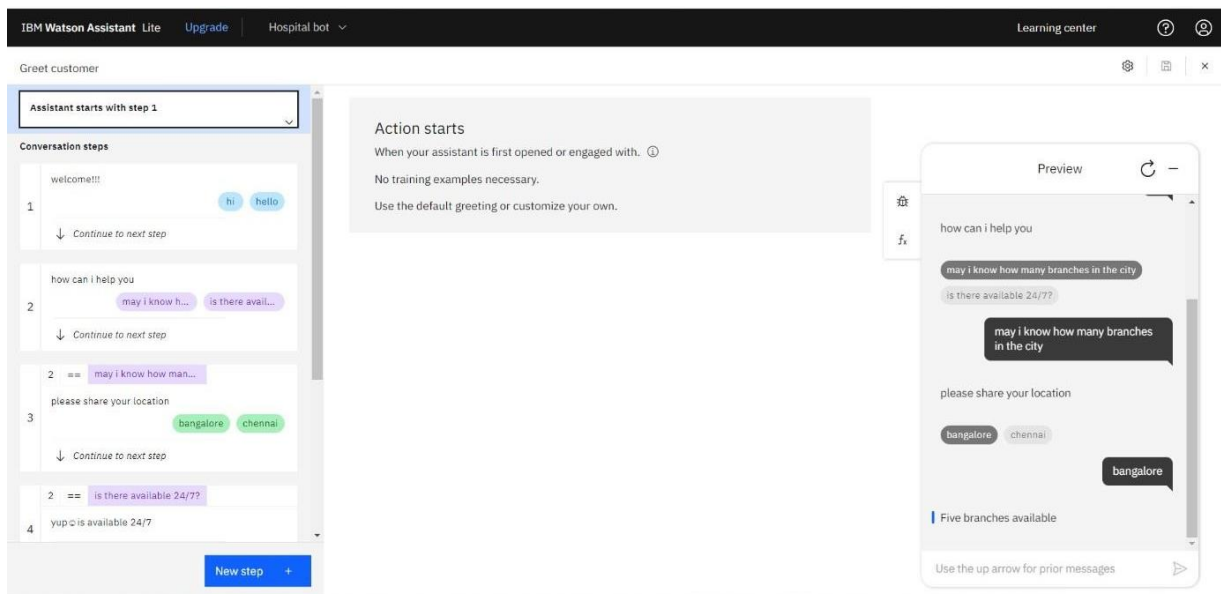 IBM Watson Assistant Lite Upgrade Hospital bot Learning center
Greet customer
Assistant starts with step 1
Conversation steps
welcome!!!
hi hello
1
Continue to next step
how can i help you
may i know h... is there avail...
2
Continue to next step
2 == may i know how man...
please share your location
3
bangalore chennai
Continue to next step
2 == is there available 24/7?
4
yup☺is available 24/7
New step +
Action starts
When your assistant is first opened or engaged with.
No training examples necessary.
Use the default greeting or customize your own.
fx
Preview
how can i help you
may i know how many branches in the city
is there available 24/7?
may i know how many branches
in the city
please share your location
bangalore chennai
bangalore
Five branches available
Use the up arrow for prior messages